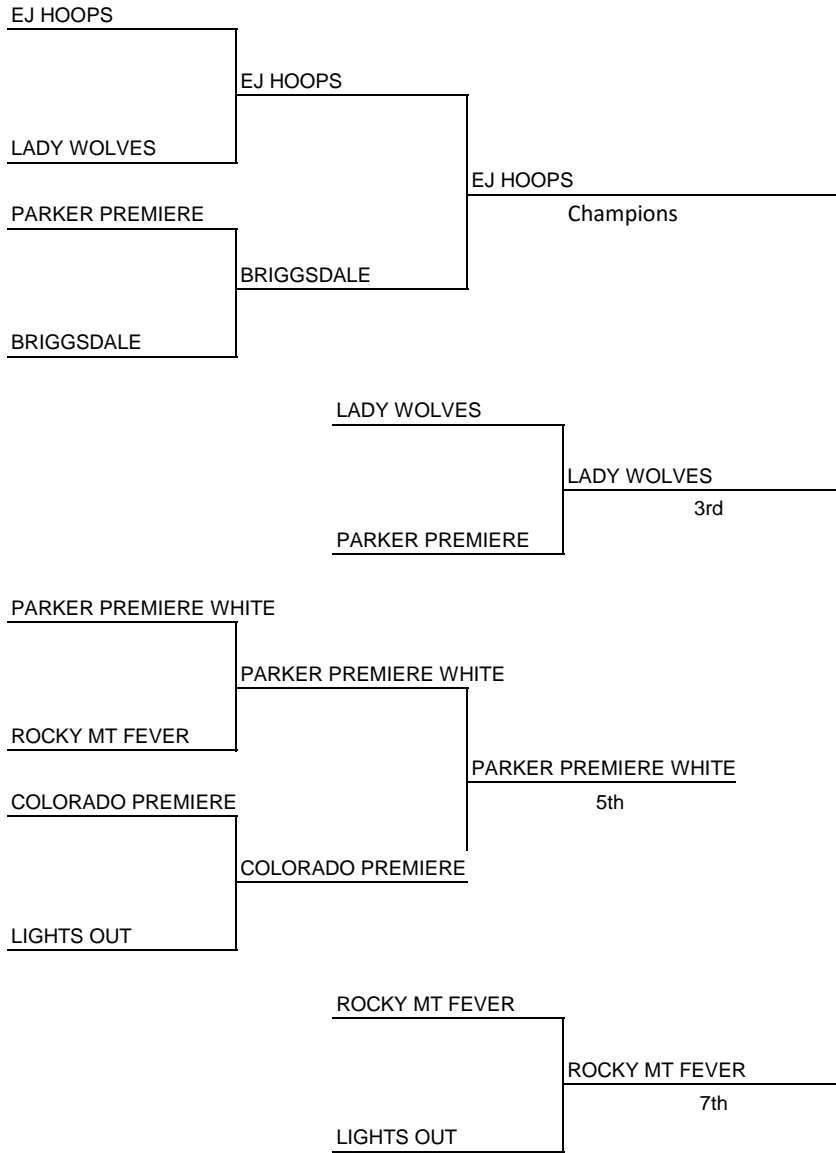 EJ HOOPS
EJ HOOPS
LADY WOLVES
EJ HOOPS
PARKER PREMIERE
Champions
BRIGGSDALE
BRIGGSDALE
LADY WOLVES
LADY WOLVES
3rd
PARKER PREMIERE
PARKER PREMIERE WHITE
PARKER PREMIERE WHITE
ROCKY MT FEVER
PARKER PREMIERE WHITE
COLORADO PREMIERE
5th
COLORADO PREMIERE
LIGHTS OUT
ROCKY MT FEVER
ROCKY MT FEVER
7th
LIGHTS OUT